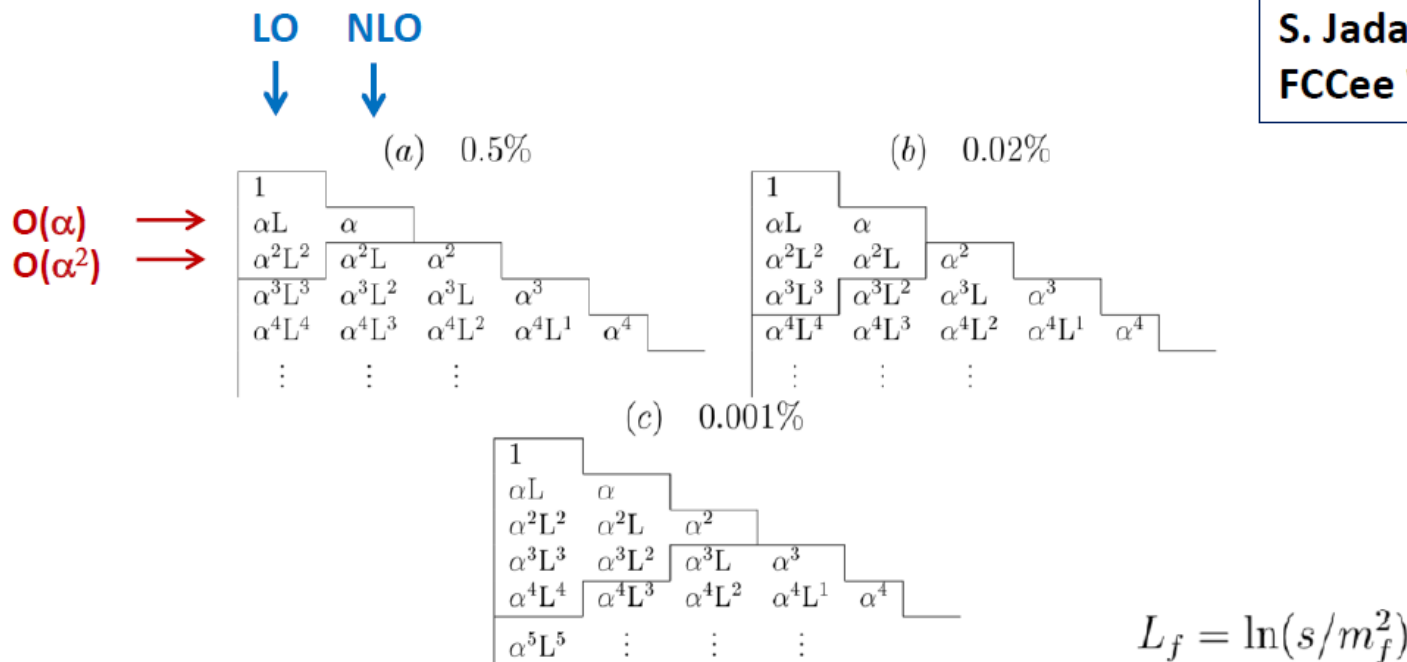 LO NLO
S. Jada
FCCee
(a) 0.5%
1
O(α) αL α
O(α²) α²L² α²L α²
α³L³ α³L² α³L α³
α⁴L⁴ α⁴L³ α⁴L² α⁴L¹ α⁴
⋮ ⋮ ⋮
(b) 0.02%
1
αL α
α²L² α²L α²
α³L³ α³L² α³L α³
α⁴L⁴ α⁴L³ α⁴L² α⁴L¹ α⁴
⋮ ⋮ ⋮
(c) 0.001%
1
αL α
α²L² α²L α²
α³L³ α³L² α³L α³
α⁴L⁴ α⁴L³ α⁴L² α⁴L¹ α⁴
α⁵L⁵ ⋮ ⋮ ⋮
L_f = ln(s/m_f²)